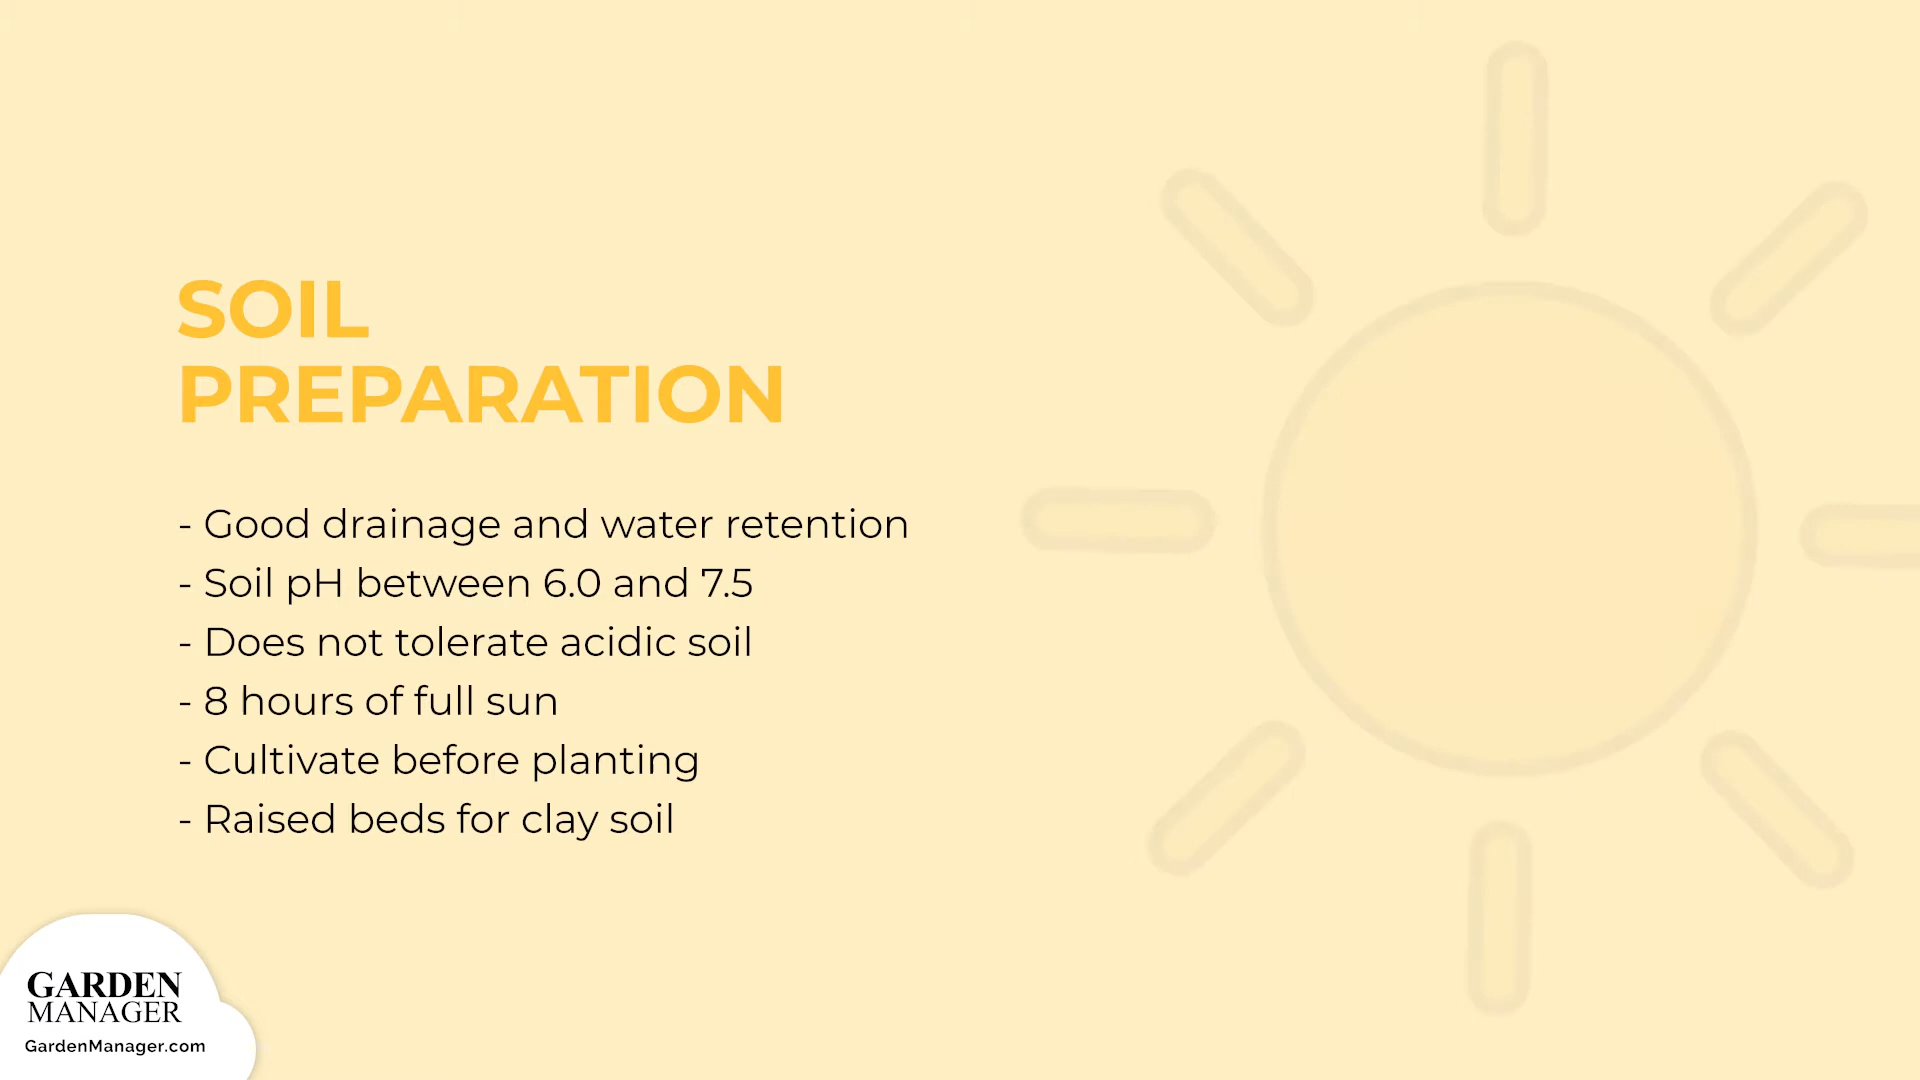 SOIL
PREPARATION
- Good drainage and water retention
- Soil pH between 6.0 and 7.5
- Does not tolerate acidic soil
- 8 hours of full sun
- Cultivate before planting
- Raised beds for clay soil
GARDEN
MANAGER
GardenManager.com